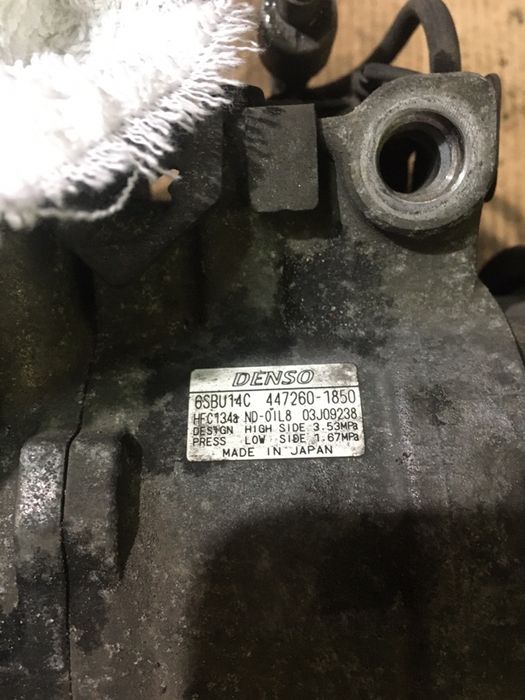 DENSO
6SBU14C 447260-1850
HFC134a ND-OIL8 03J09238
DESIGN HIGH SIDE 3.53MPa
PRESS LOW SIDE 1.67MPa
MADE IN JAPAN